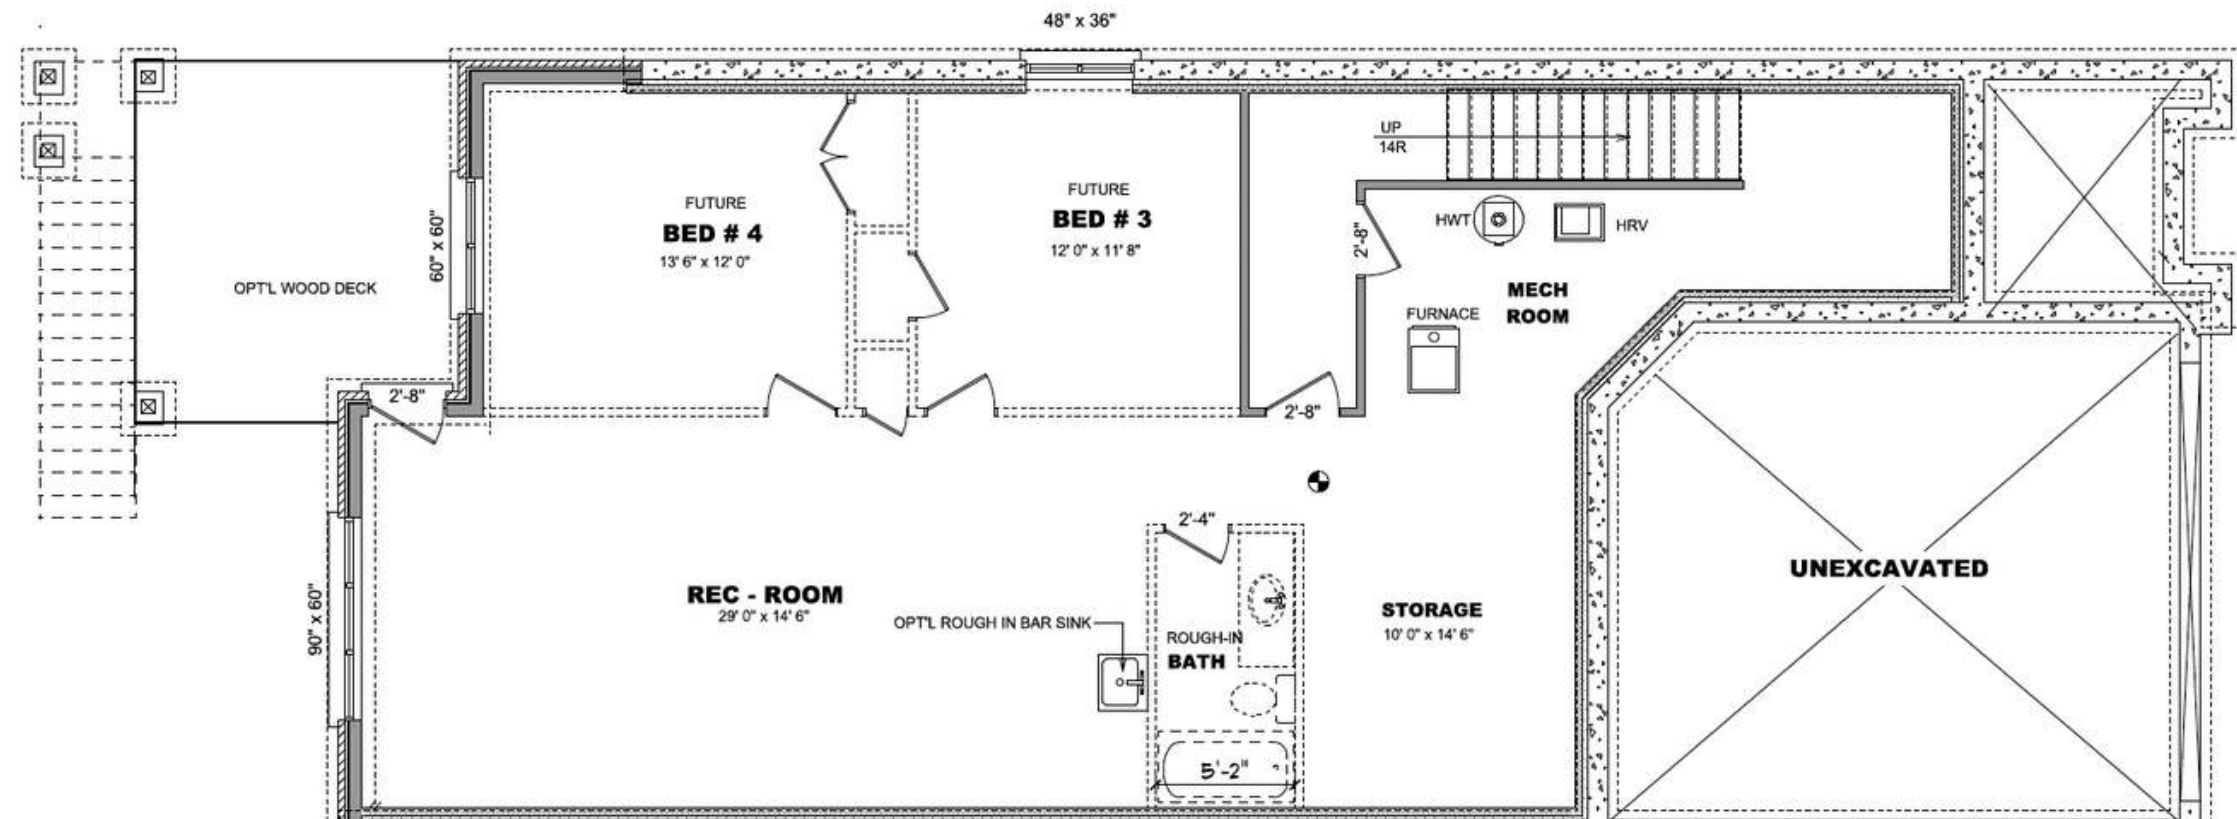 48" x 36"
UP
14R
FUTURE
BED # 4
13' 6" x 12' 0"
FUTURE
BED # 3
12' 0" x 11' 8"
HWT
HRV
2'-8"
60" x 60"
OPT'L WOOD DECK
MECH
ROOM
FURNACE
2'-8"
2'-8"
2'-4"
UNEXCAVATED
90" x 60"
REC - ROOM
29' 0" x 14' 6"
OPT'L ROUGH IN BAR SINK
ROUGH-IN
BATH
STORAGE
10' 0" x 14' 6"
5'-2"